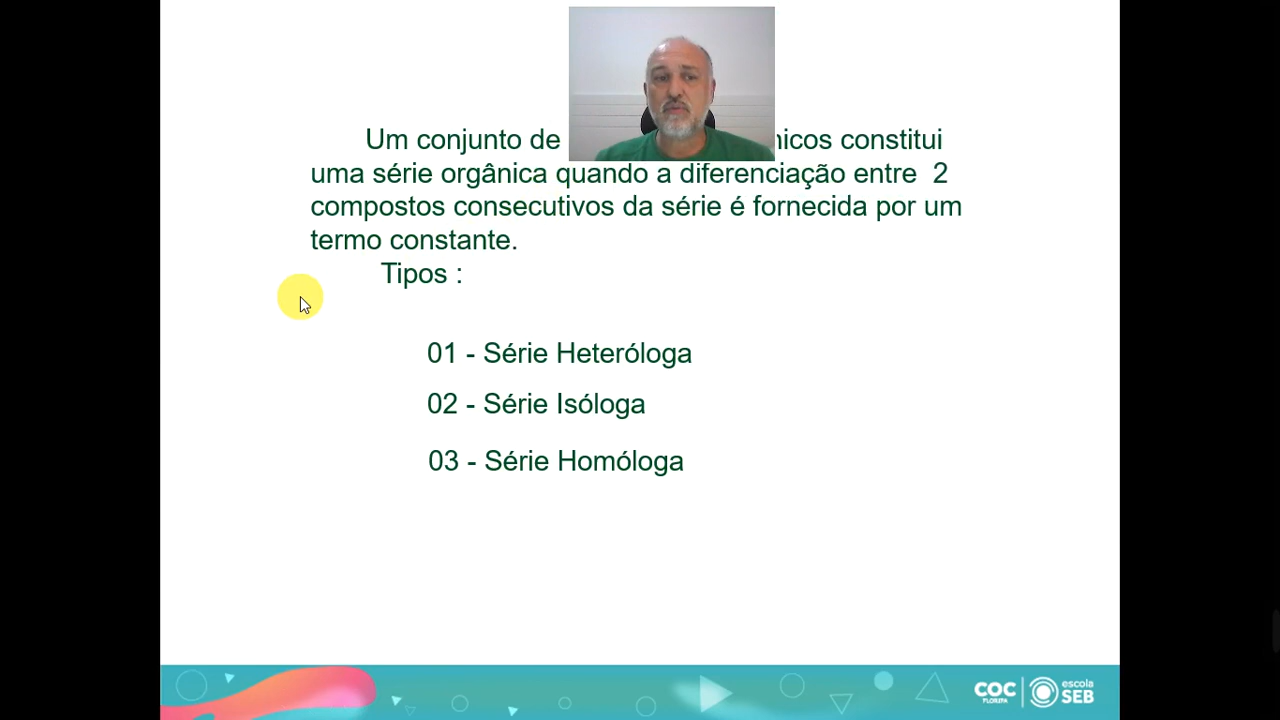 Um conjunto de nicos constitui
uma série orgânica quando a diferenciação entre 2
compostos consecutivos da série é fornecida por um
termo constante.
Tipos :
01 - Série Heteróloga
02 - Série Isóloga
03 - Série Homóloga
COC
FLORIPA
escola
SEB